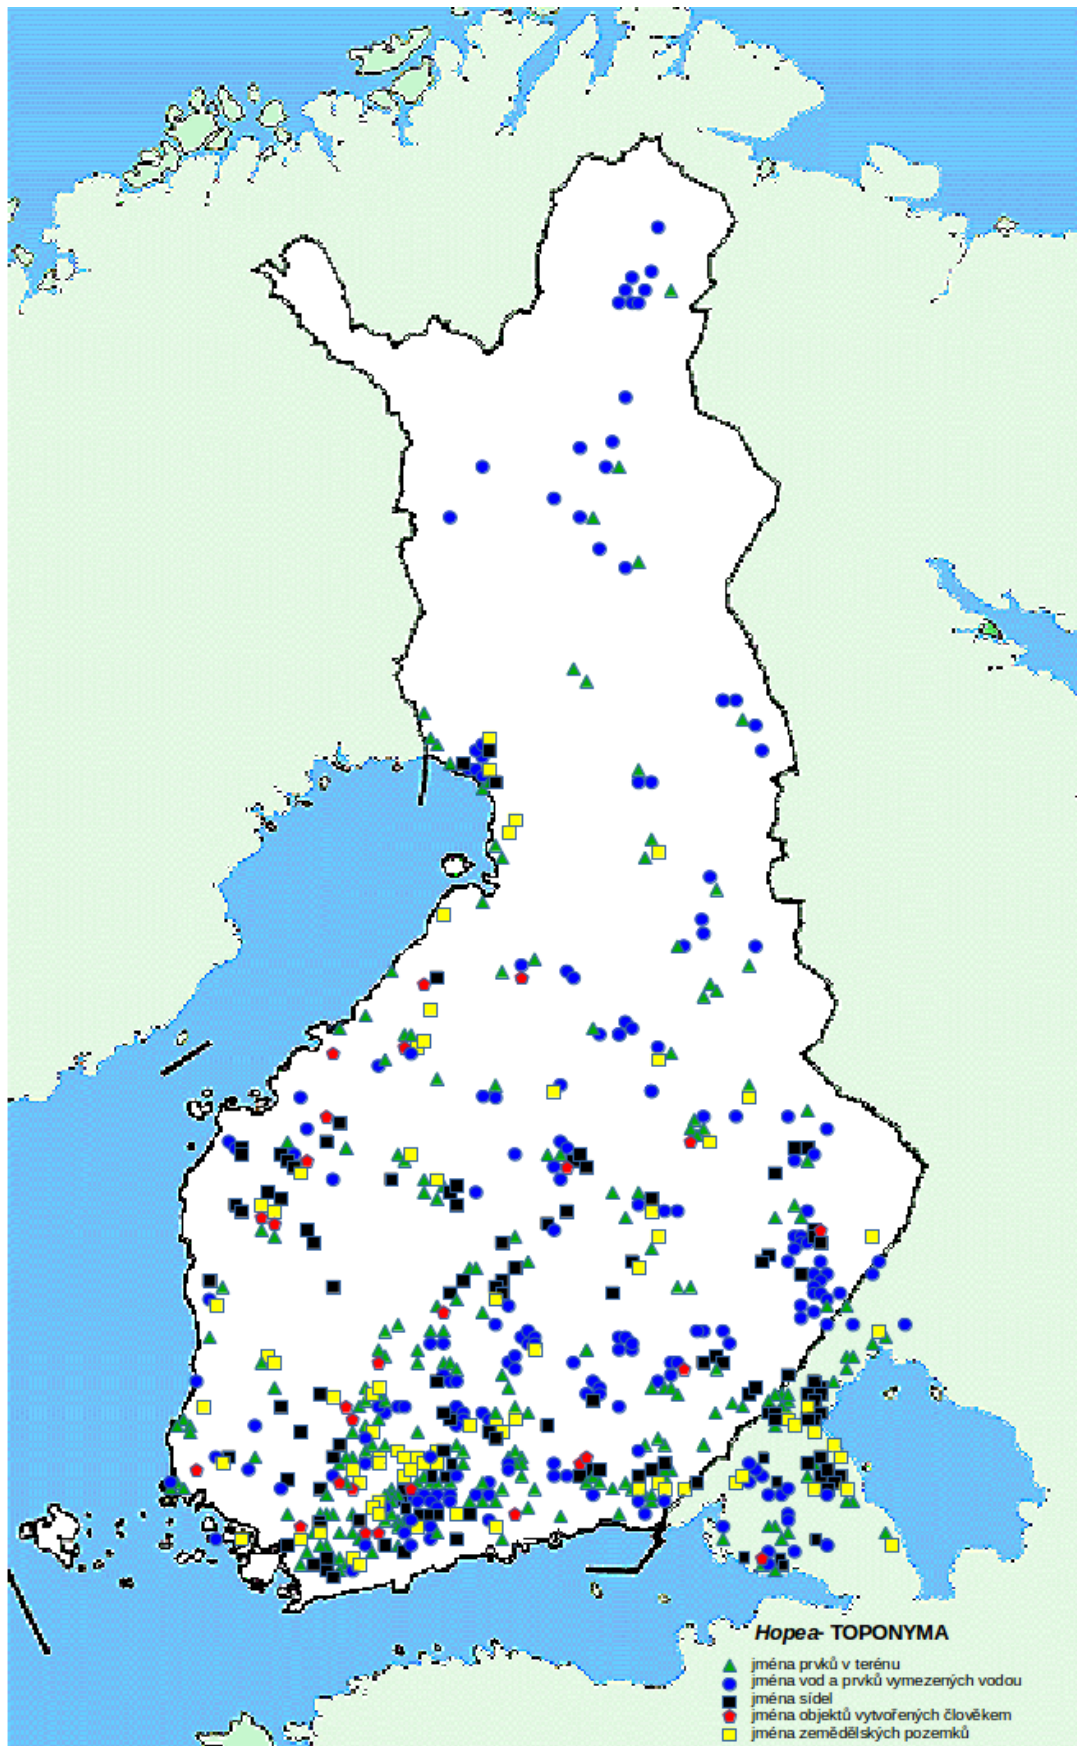 Hopea- TOPONYMA
jména prvků v terénu
jména vod a prvků vymezených vodou
jména sídel
jména objektů vytvořených člověkem
jména zemědělských pozemků